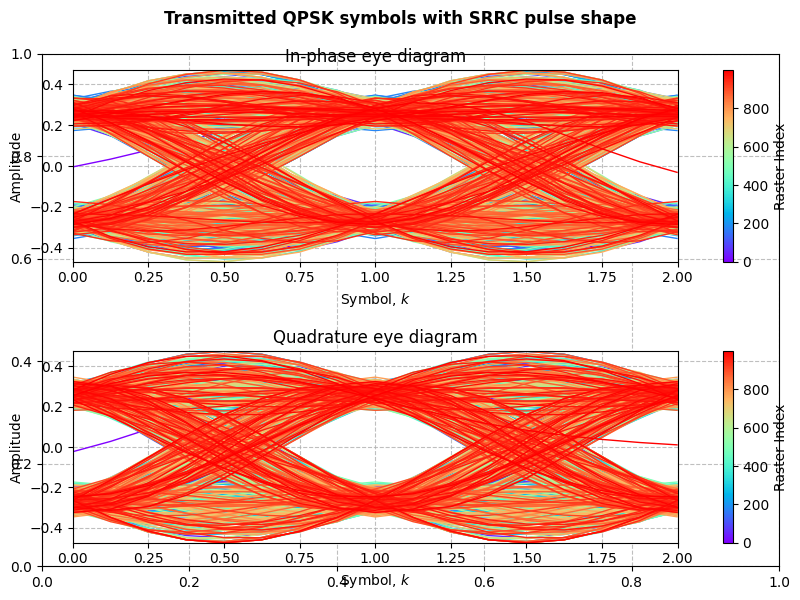 Transmitted QPSK symbols with SRRC pulse shape
In-phase eye diagram
1.0
0.8
0.6
0.4
0.2
0.0
0.0 0.2 0.4 0.6 0.8 1.0
Amplitude
0.4
0.2
0.0
−0.2
−0.4
0.00 0.25 0.50 0.75 1.00 1.25 1.50 1.75 2.00
Symbol, k
800
600
400
200
0
Raster Index
Quadrature eye diagram
Amplitude
0.4
0.2
0.0
−0.2
−0.4
0.00 0.25 0.50 0.75 1.00 1.25 1.50 1.75 2.00
Symbol, k
800
600
400
200
0
Raster Index